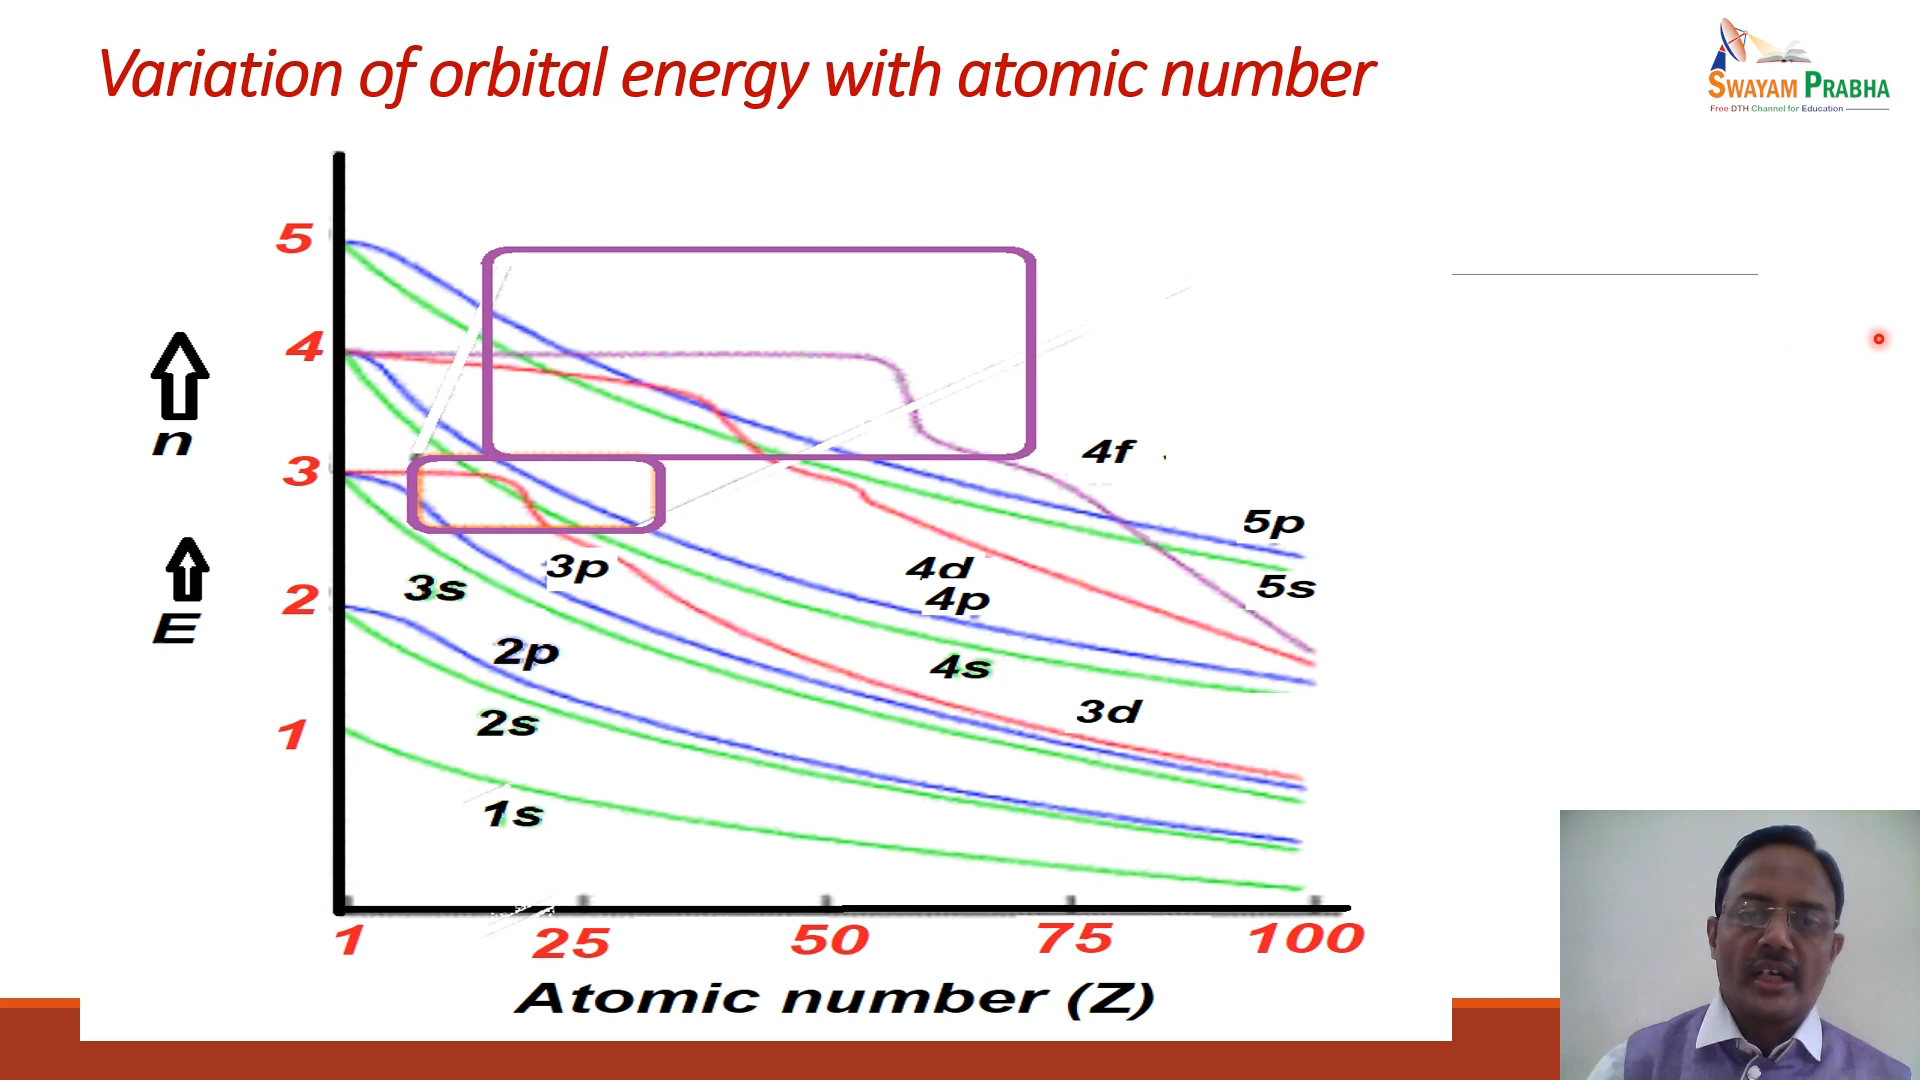 Variation of orbital energy with atomic number
SWAYAM PRABHA
Free DTH Channel for Education
5
4
n
3
4f
5p
3p
4d
3s
5s
2
4p
E
2p
4s
3d
2s
1
1s
1 25 50 75 100
Atomic number (Z)